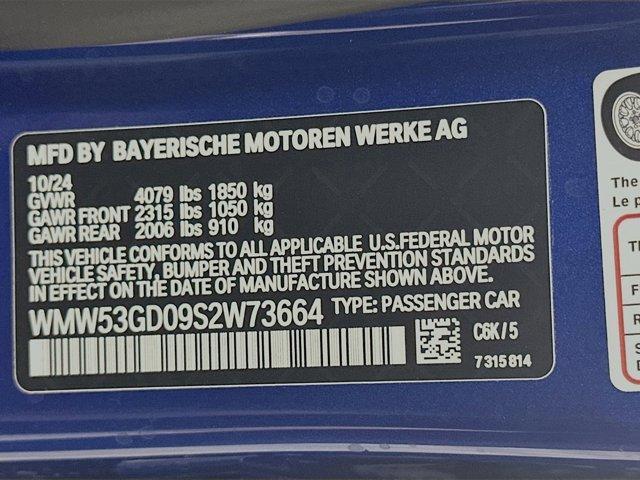 MFD BY BAYERISCHE MOTOREN WERKE AG
10/24
GVWR 4079 lbs 1850 kg
GAWR FRONT 2315 lbs 1050 kg
GAWR REAR 2006 lbs 910 kg
THIS VEHICLE CONFORMS TO ALL APPLICABLE U.S.FEDERAL MOTOR
VEHICLE SAFETY, BUMPER AND THEFT PREVENTION STANDARDS
IN EFFECT ON THE DATE OF MANUFACTURE SHOWN ABOVE.
WMW53GD09S2W73664 TYPE: PASSENGER CAR
C6K/5
7315814
The
Le p